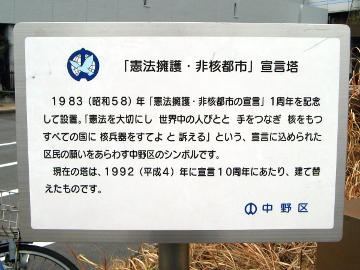 「憲法擁護・非核都市」宣言塔
1983(昭和58)年「憲法擁護・非核都市の宣言」1周年を記念
して設置。「憲法を大切にし 世界中の人びとと 手をつなぎ 核をもつ
すべての国に 核兵器をすてよ と 訴える」という、宣言に込められた
区民の願いをあらわす中野区のシンボルです。
現在の塔は、1992(平成4)年に宣言10周年にあたり、建て替
えたものです。
中野区